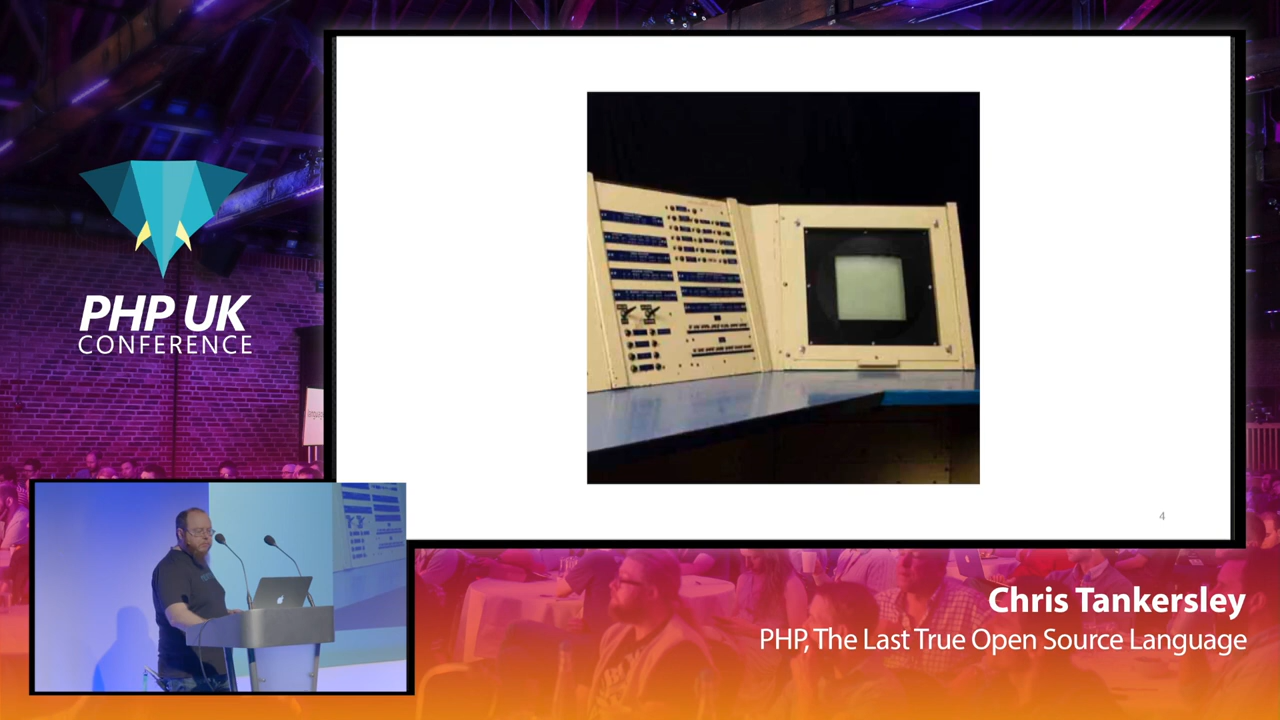 PHP UK
CONFERENCE
4
Chris Tankersley
PHP, The Last True Open Source Language